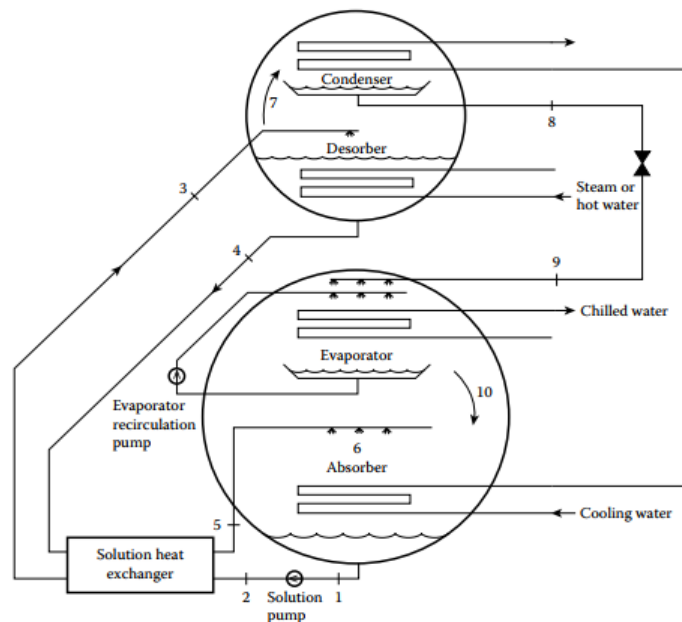 Condenser
7
8
Desorber
3
Steam or
hot water
4
9
Chilled water
Evaporator
10
Evaporator
recirculation
pump
6
Absorber
Cooling water
5
Solution heat
exchanger
2
Solution
pump
1